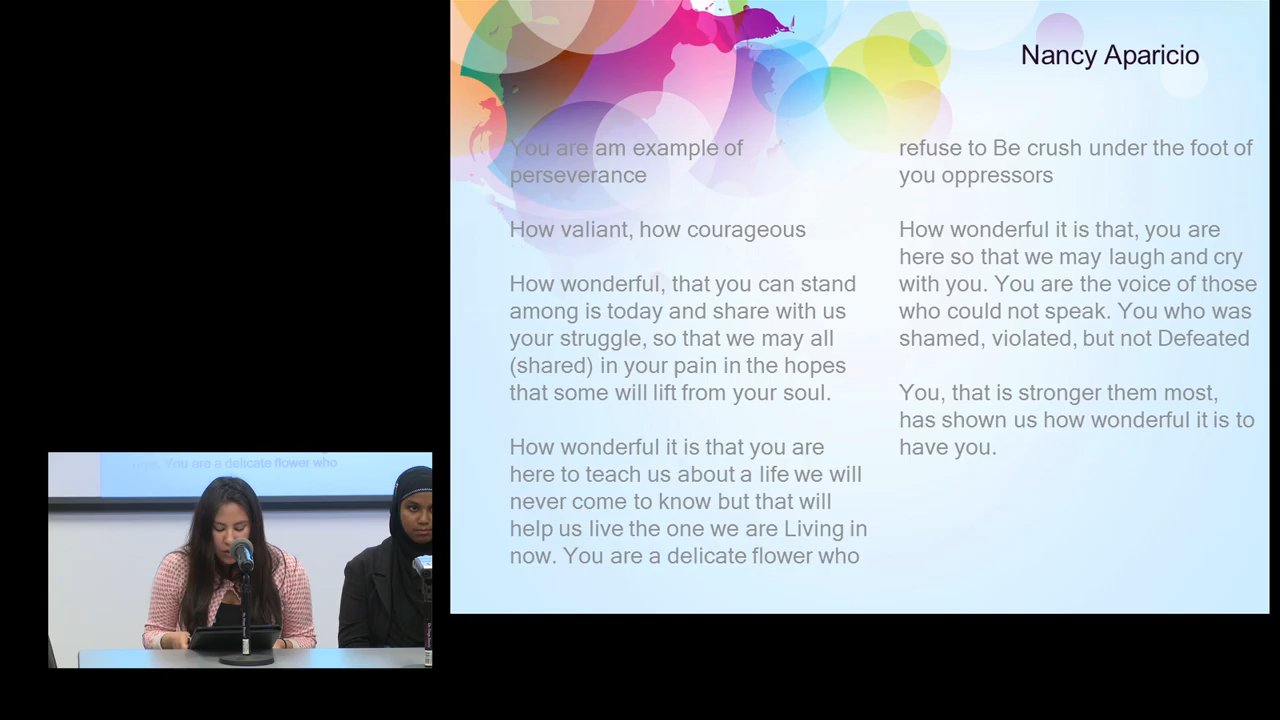 Nancy Aparicio
You are am example of
perseverance
How valiant, how courageous
How wonderful, that you can stand
among is today and share with us
your struggle, so that we may all
(shared) in your pain in the hopes
that some will lift from your soul.
How wonderful it is that you are
here to teach us about a life we will
never come to know but that will
help us live the one we are Living in
now. You are a delicate flower who
refuse to Be crush under the foot of
you oppressors
How wonderful it is that, you are
here so that we may laugh and cry
with you. You are the voice of those
who could not speak. You who was
shamed, violated, but not Defeated
You, that is stronger them most,
has shown us how wonderful it is to
have you.
You are a delicate flower who